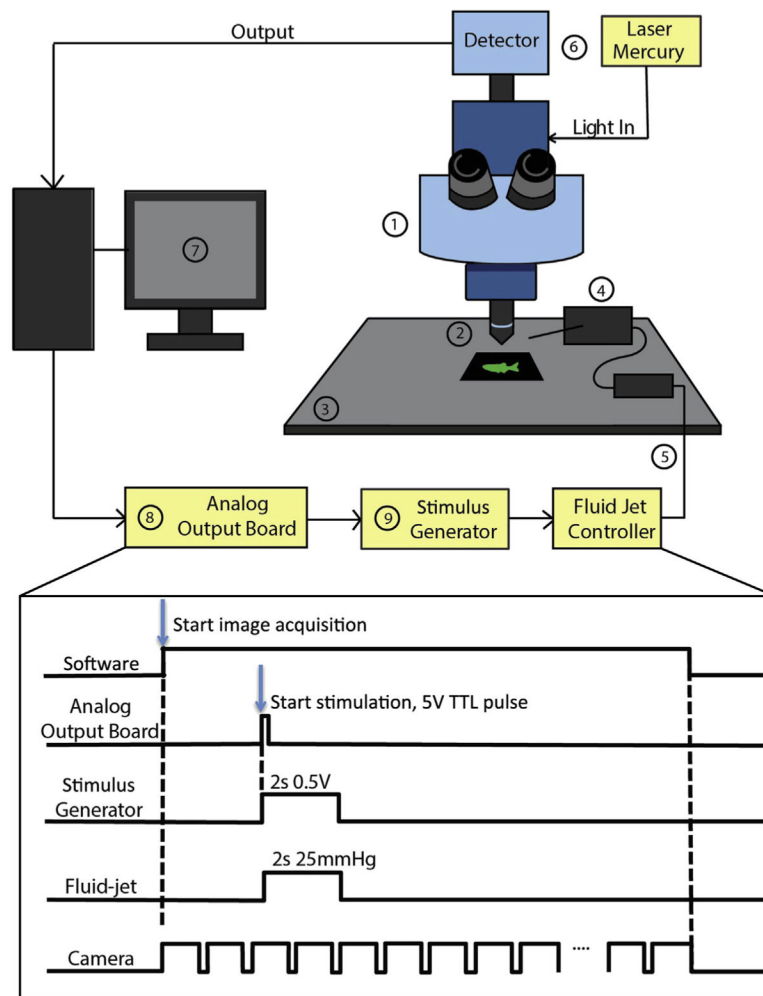 Output
Detector
⑥
Laser
Mercury
Light In
①
⑦
④
②
③
⑤
⑧
Analog
Output Board
⑨
Stimulus
Generator
Fluid Jet
Controller
Start image acquisition
Software
Start stimulation, 5V TTL pulse
Analog
Output Board
2s 0.5V
Stimulus
Generator
2s 25mmHg
Fluid-jet
Camera
....